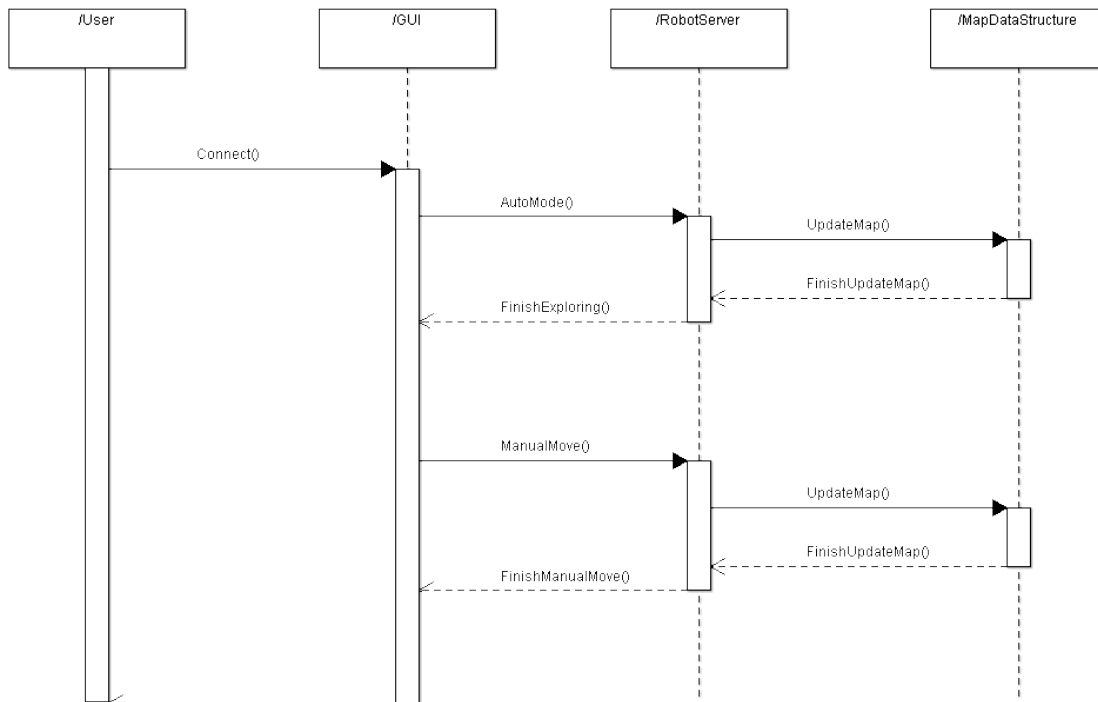 /User
/GUI
/RobotServer
/MapDataStructure
Connect()
AutoMode()
UpdateMap()
FinishUpdateMap()
FinishExploring()
ManualMove()
UpdateMap()
FinishUpdateMap()
FinishManualMove()